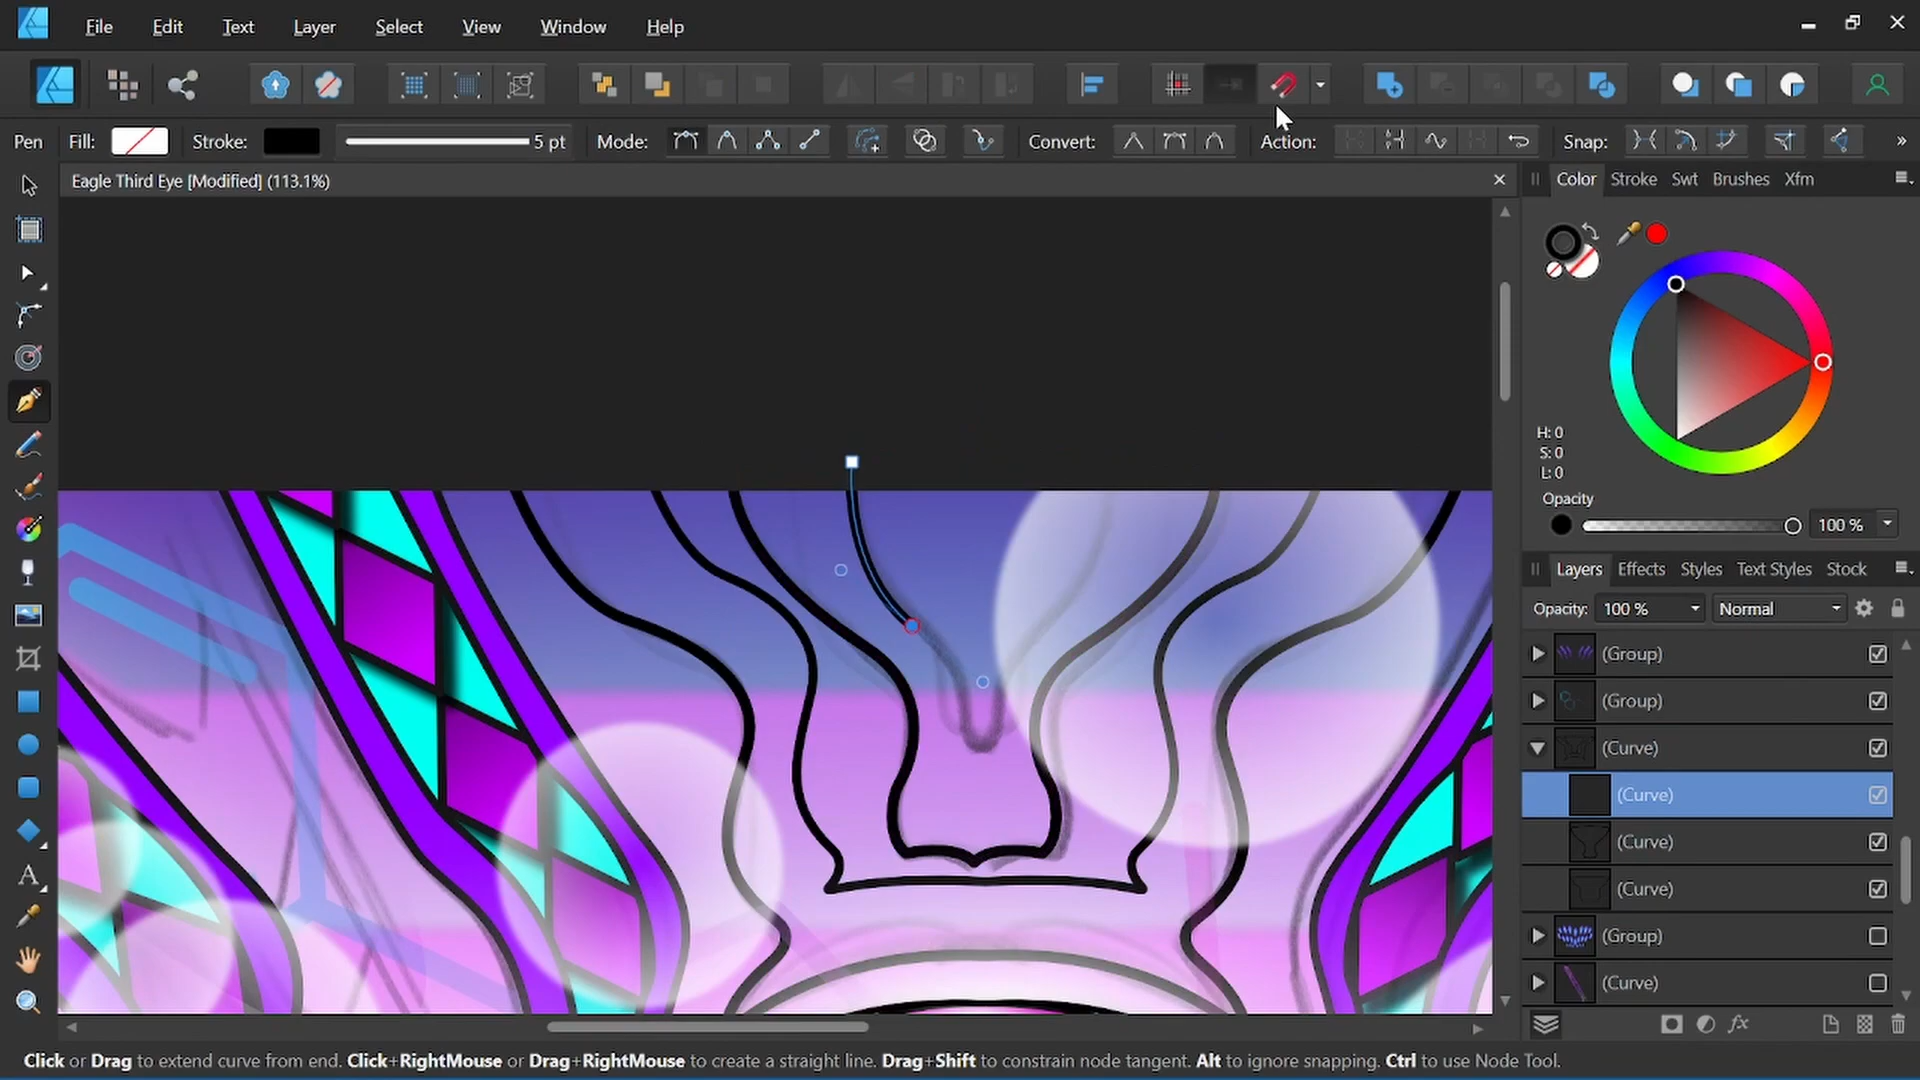 File Edit Text Layer Select View Window Help
Pen Fill: Stroke: 5 pt Mode: Convert: Action: Snap: »
Eagle Third Eye [Modified] (113.1%)
Color Stroke Swt Brushes Xfm
H: 0
S: 0
L: 0
Opacity
100 %
Layers Effects Styles Text Styles Stock
Opacity: 100 % Normal
(Group)
(Group)
(Curve)
(Curve)
(Curve)
(Curve)
(Group)
(Curve)
Click or Drag to extend curve from end. Click+RightMouse or Drag+RightMouse to create a straight line. Drag+Shift to constrain node tangent. Alt to ignore snapping. Ctrl to use Node Tool.